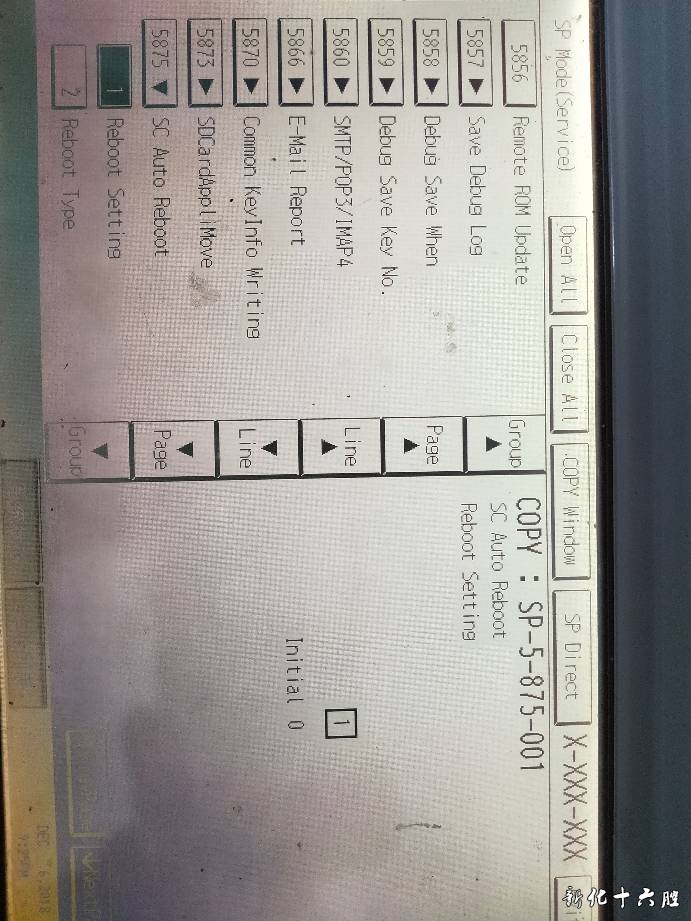 SP Mode(Service)
Open All
Close All
COPY Window
SP Direct
X-XXX-XXX
5856 Remote ROM Update
5857 Save Debug Log
5858 Debug Save When
5859 Debug Save Key No.
5860 SMTP/POP3/IMAP4
5866 E-Mail Report
5870 Common KeyInfo Writing
5873 SDCardAppliMove
5875 SC Auto Reboot
1 Reboot Setting
2 Reboot Type
Group
Page
Line
Line
Page
Group
COPY : SP-5-875-001
SC Auto Reboot
Reboot Setting
1
Initial 0
DEC 6,2018
新化十六胜